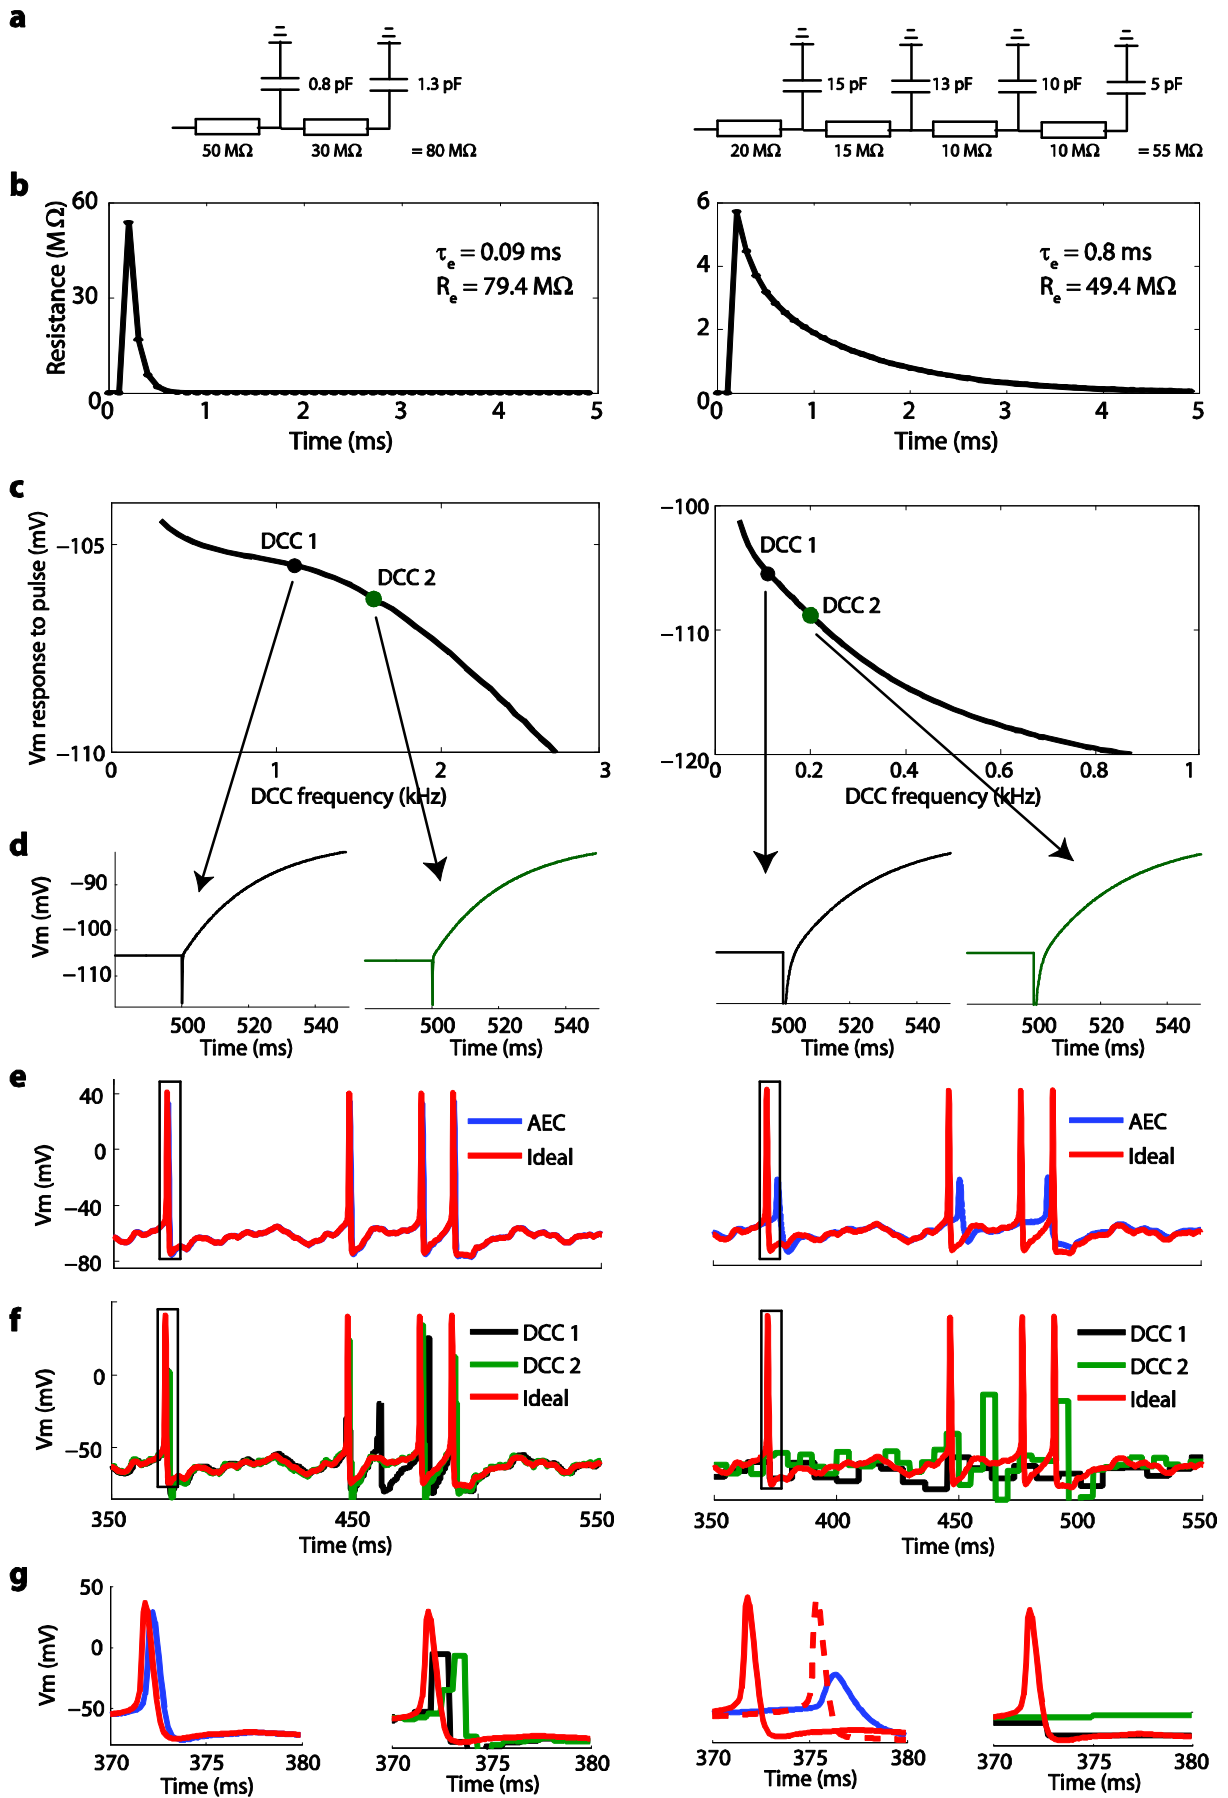 a
0.8 pF 1.3 pF 15 pF 13 pF 10 pF 5 pF
50 MΩ 30 MΩ = 80 MΩ 20 MΩ 15 MΩ 10 MΩ 10 MΩ = 55 MΩ
b
Resistance (MΩ)
60 30 0
τe = 0.09 ms
Re = 79.4 MΩ
0 1 2 3 4 5
Time (ms)
6 4 2 0
τe = 0.8 ms
Re = 49.4 MΩ
0 1 2 3 4 5
Time (ms)
c
Vm response to pulse (mV)
−105 −110
DCC 1
DCC 2
0 1 2 3
DCC frequency (kHz)
−100 −110 −120
DCC 1
DCC 2
0 0.2 0.4 0.6 0.8 1
DCC frequency (kHz)
d
Vm (mV)
−90 −100 −110
500 520 540
Time (ms)
500 520 540
Time (ms)
500 520 540
Time (ms)
500 520 540
Time (ms)
e
Vm (mV)
40 0 −40 −80
AEC
Ideal
AEC
Ideal
f
Vm (mV)
0 −50
DCC 1
DCC 2
Ideal
350 450 550
Time (ms)
DCC 1
DCC 2
Ideal
350 400 450 500 550
Time (ms)
g
Vm (mV)
50 0 −50
370 375 380
Time (ms)
370 375 380
Time (ms)
370 375 380
Time (ms)
370 375 380
Time (ms)